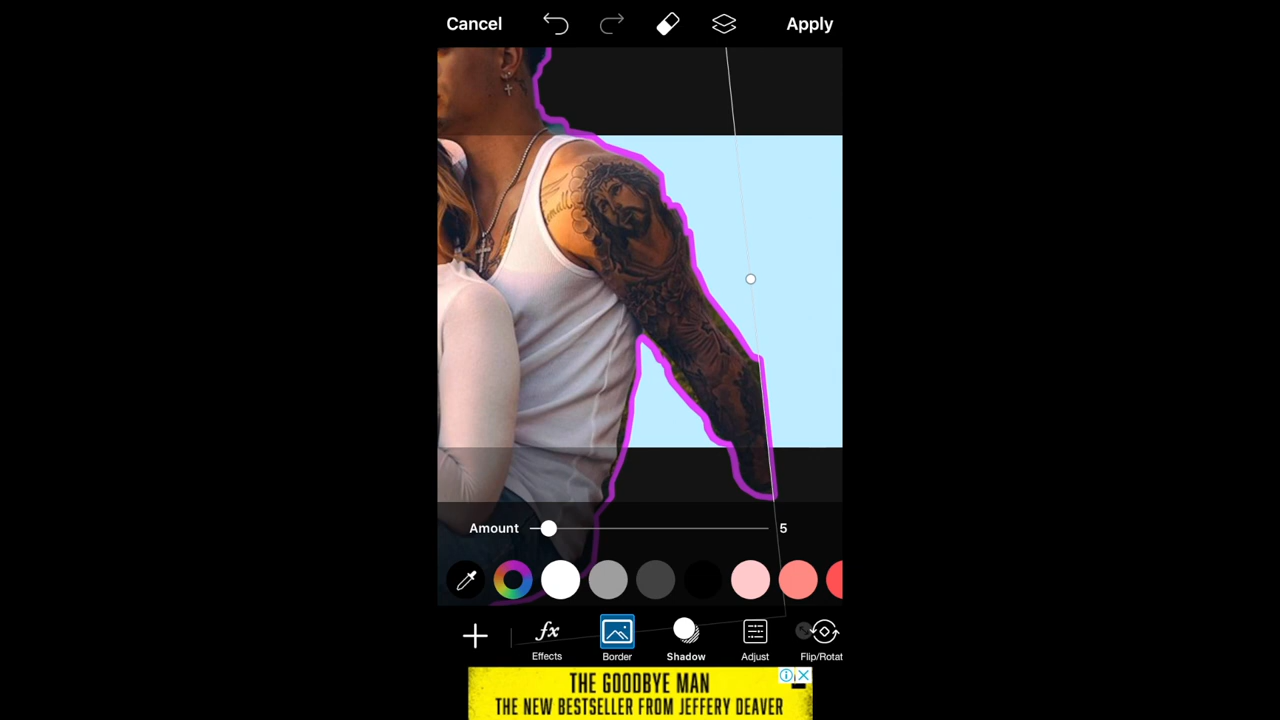 Cancel
Apply
Amount
5
Effects
Border
Shadow
Adjust
Flip/Rotat
THE GOODBYE MAN
THE NEW BESTSELLER FROM JEFFERY DEAVER